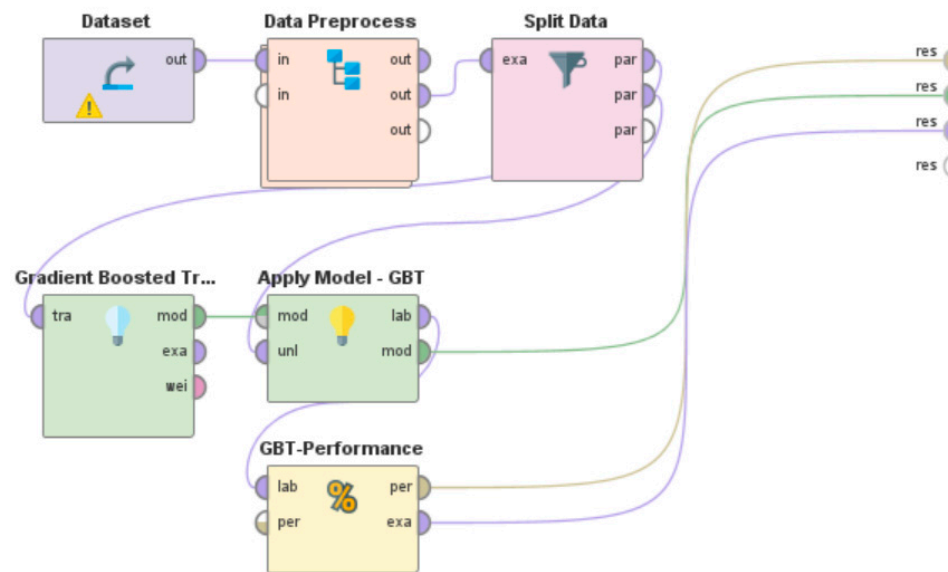 Dataset
out
Data Preprocess
in out
in out
out
Split Data
exa par
par
par
res
res
res
res
Gradient Boosted Tr...
tra mod
exa
wei
Apply Model - GBT
mod lab
unl mod
GBT-Performance
lab % per
per exa